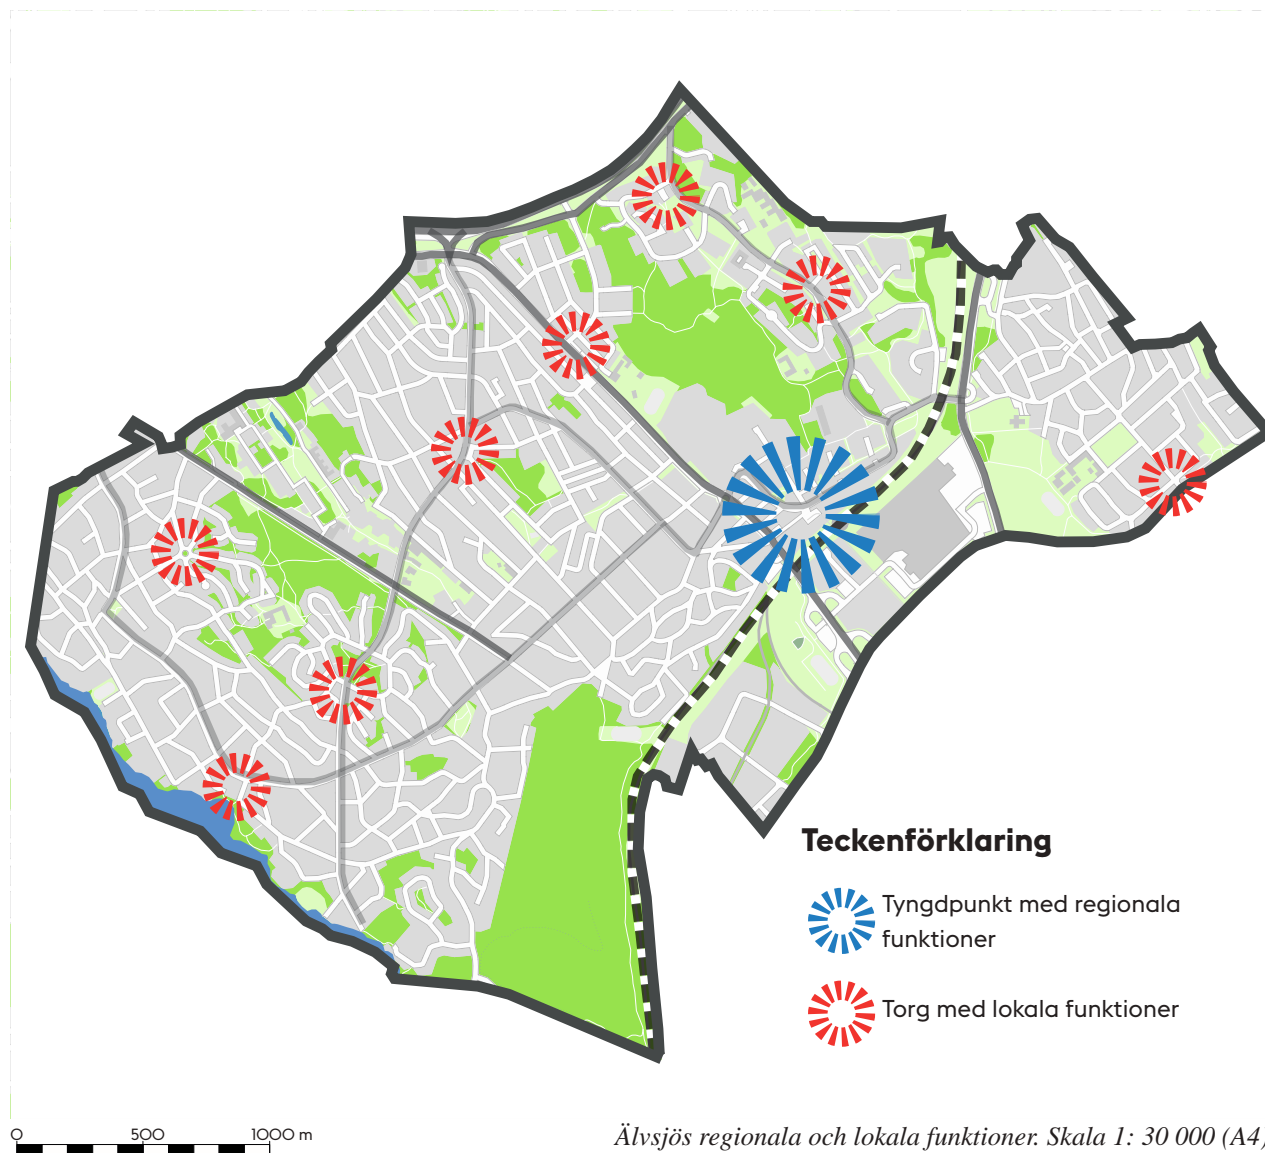 Teckenförklaring
Tyngdpunkt med regionala
funktioner
Torg med lokala funktioner
0 500 1000 m
Älvsjös regionala och lokala funktioner. Skala 1: 30 000 (A4)